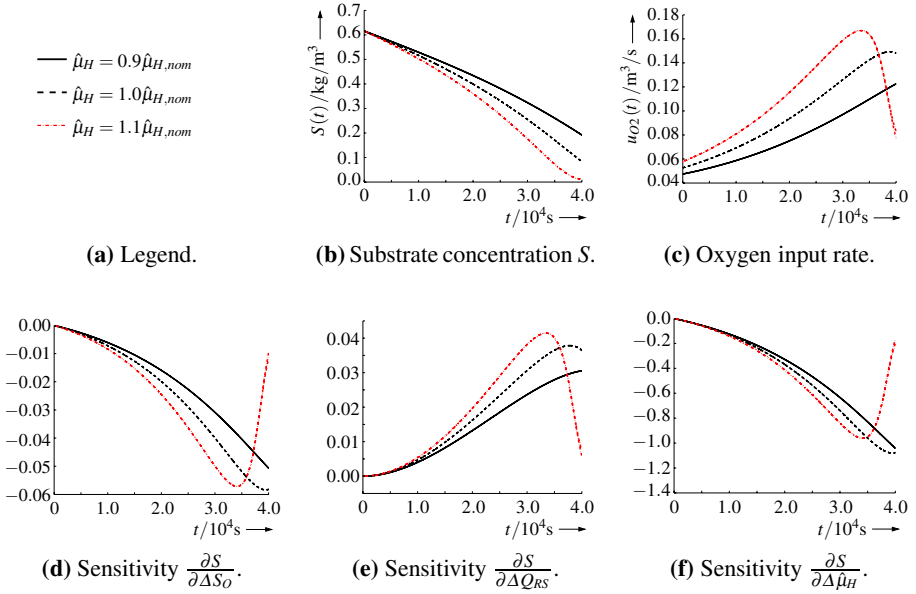 μ̂_H = 0.9μ̂_H,nom
μ̂_H = 1.0μ̂_H,nom
μ̂_H = 1.1μ̂_H,nom
(a) Legend.
S(t)/kg/m³
0.7
0.6
0.5
0.4
0.3
0.2
0.1
0.0
0 1.0 2.0 3.0 4.0
t/10⁴s
(b) Substrate concentration S.
u_O2(t)/m³/s
0.18
0.16
0.14
0.12
0.10
0.08
0.06
0.04
0 1.0 2.0 3.0 4.0
t/10⁴s
(c) Oxygen input rate.
0.00
−0.01
−0.02
−0.03
−0.04
−0.05
−0.06
0 1.0 2.0 3.0 4.0
t/10⁴s
(d) Sensitivity ∂S/∂ΔS_O.
0.04
0.03
0.02
0.01
0.00
0 1.0 2.0 3.0 4.0
t/10⁴s
(e) Sensitivity ∂S/∂ΔQ_RS.
0.0
−0.2
−0.4
−0.6
−0.8
−1.0
−1.2
−1.4
0 1.0 2.0 3.0 4.0
t/10⁴s
(f) Sensitivity ∂S/∂Δμ̂_H.